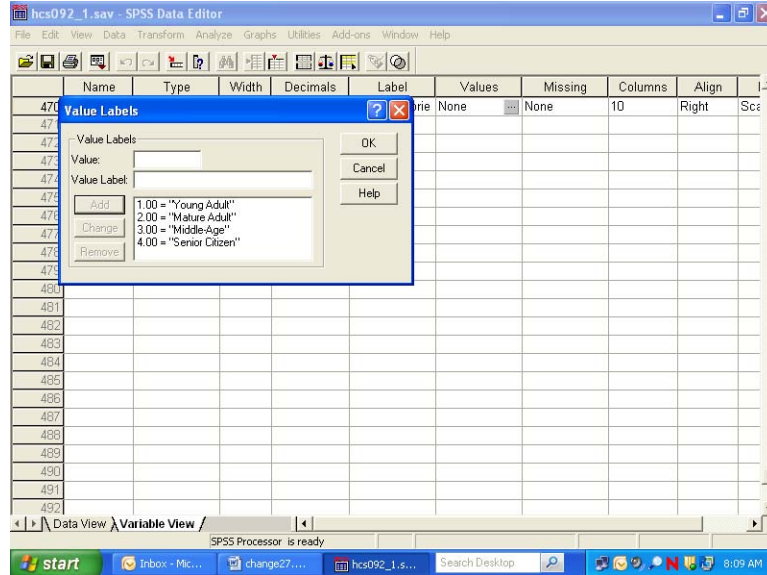 hcs092_1.sav - SPSS Data Editor
File Edit View Data Transform Analyze Graphs Utilities Add-ons Window Help
Name Type Width Decimals Label Values Missing Columns Align
470 None ... None 10 Right Sca
Value Labels
Value Labels
Value:
Value Label:
Add
Change
Remove
1.00 = "Young Adult"
2.00 = "Mature Adult"
3.00 = "Middle-Age"
4.00 = "Senior Citizen"
OK
Cancel
Help
471
472
473
474
475
476
477
478
479
480
481
482
483
484
485
486
487
488
489
490
491
492
Data View Variable View
SPSS Processor is ready
start Inbox - Mic... change27.... hcs092_1.s... Search Desktop 8:09 AM